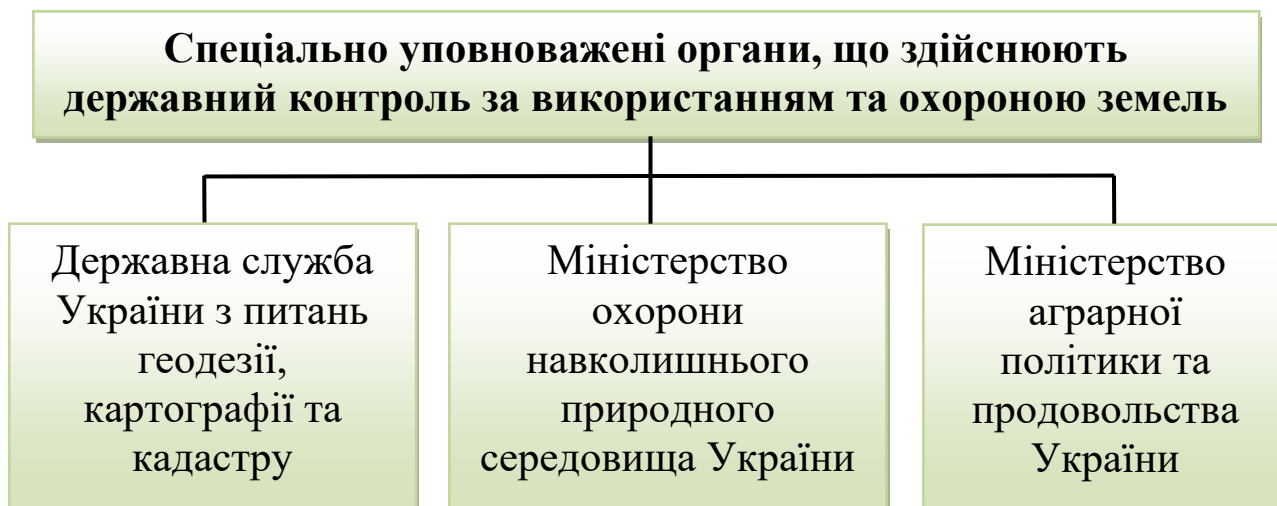 Спеціально уповноважені органи, що здійснюють
державний контроль за використанням та охороною земель
Державна служба
України з питань
геодезії,
картографії та
кадастру
Міністерство
охорони
навколишнього
природного
середовища України
Міністерство
аграрної
політики та
продовольства
України